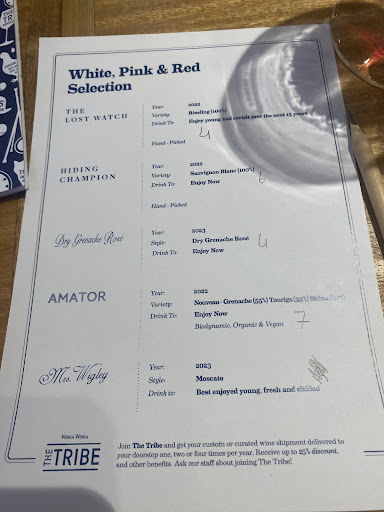 White, Pink & Red
Selection
THE
LOST WATCH
Year: 2022
Variety: Riesling (100%)
Drink To: Enjoy young and revisit over the next 15 years
4
Hand - Picked
HIDING
CHAMPION
Year: 2022
Variety: Sauvignon Blanc (100%)
Drink To: Enjoy Now
6
Hand - Picked
Dry Grenache Rosé
Year: 2023
Style: Dry Grenache Rosé
Drink To: Enjoy Now
4
AMATOR
Year: 2022
Variety: Nouveau - Grenache (55%) Touriga (35%)
Drink To: Enjoy Now
Biodynamic, Organic & Vegan
7
Mrs. Wigley
Year: 2023
Style: Moscato
Drink to: Best enjoyed young, fresh and chilled
WIRRA WIRRA
THE TRIBE
Join The Tribe and get your custom or curated wine shipment delivered to
your doorstep one, two or four times per year. Receive up to 25% discount,
and other benefits. Ask our staff about joining The Tribe!